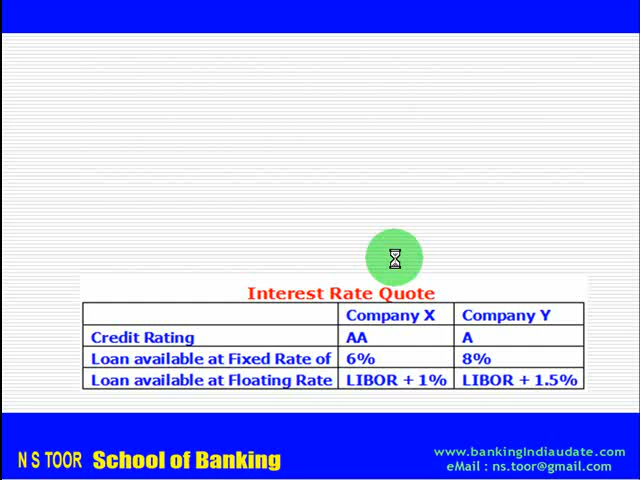 Interest Rate Quote
Company X Company Y
Credit Rating AA A
Loan available at Fixed Rate of 6% 8%
Loan available at Floating Rate LIBOR + 1% LIBOR + 1.5%
N S TOOR School of Banking
www.bankingIndiaudate.com
eMail : ns.toor@gmail.com